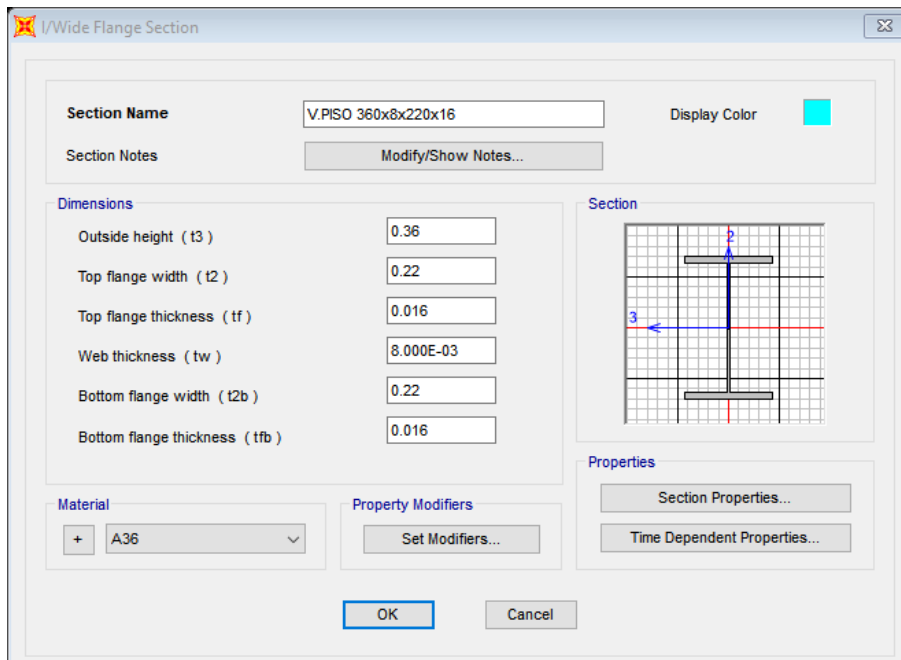 I/Wide Flange Section
Section Name V.PISO 360x8x220x16 Display Color
Section Notes Modify/Show Notes...
Dimensions
Outside height ( t3 ) 0.36
Top flange width ( t2 ) 0.22
Top flange thickness ( tf ) 0.016
Web thickness ( tw ) 8.000E-03
Bottom flange width ( t2b ) 0.22
Bottom flange thickness ( tfb ) 0.016
Section
2
3
Material
+ A36
Property Modifiers
Set Modifiers...
Properties
Section Properties...
Time Dependent Properties...
OK Cancel